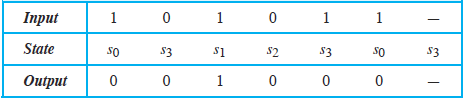 Input 1 0 1 0 1 1 —
State s0 s3 s1 s2 s3 s0 s3
Output 0 0 1 0 0 0 —